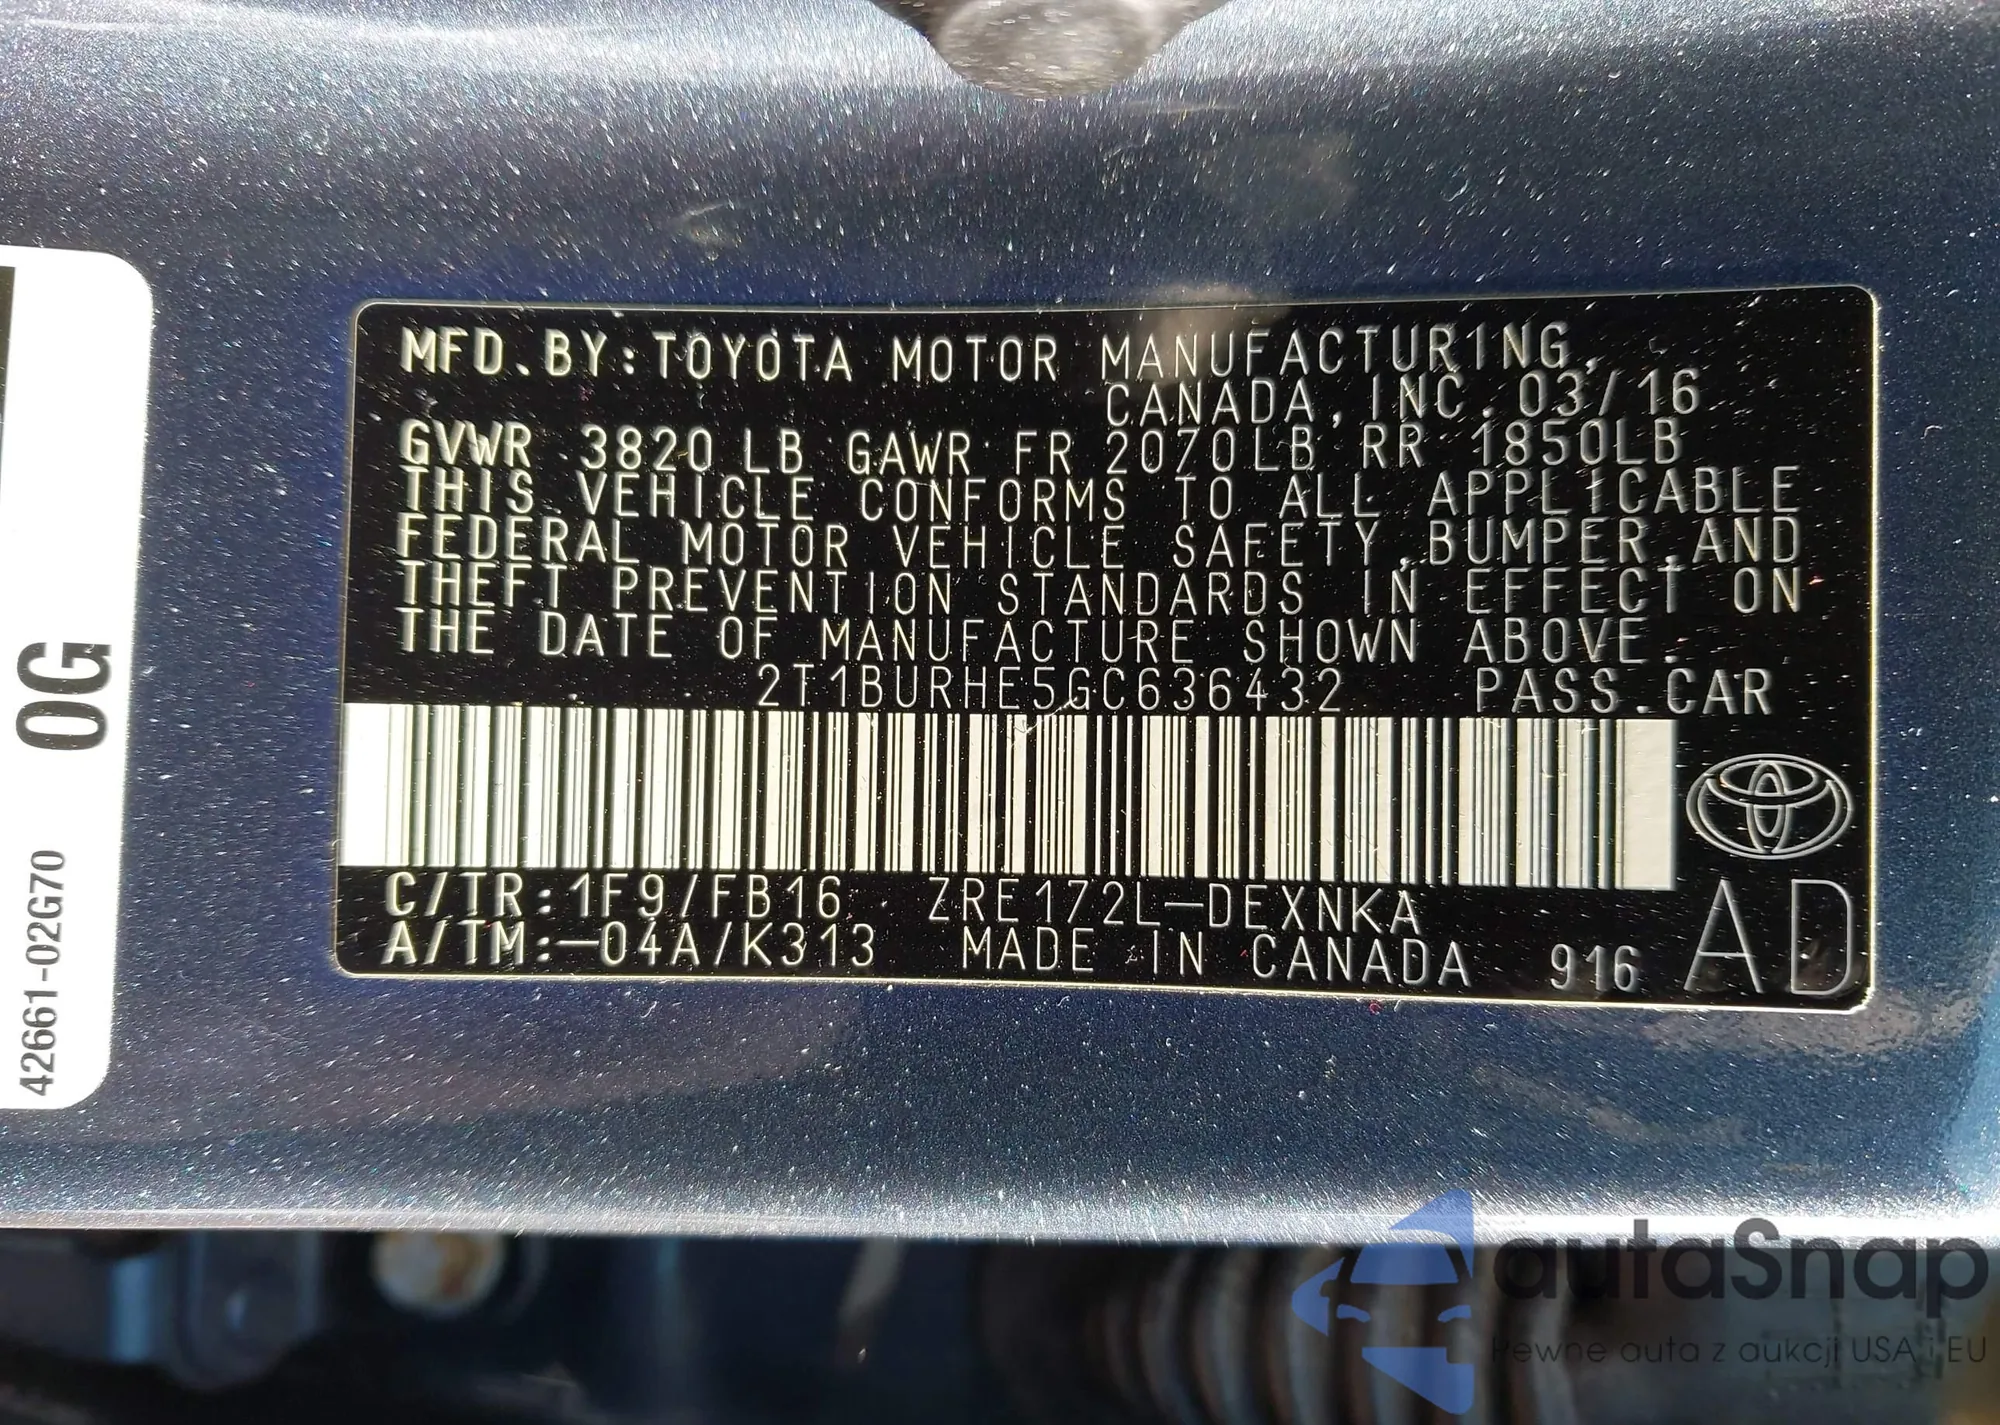 MFD.BY:TOYOTA MOTOR MANUFACTURING,
CANADA,INC.03/16
GVWR 3820LB GAWR FR 2070LB RR 1850LB
THIS VEHICLE CONFORMS TO ALL APPLICABLE
FEDERAL MOTOR VEHICLE SAFETY,BUMPER,AND
THEFT PREVENTION STANDARDS IN EFFECT ON
THE DATE OF MANUFACTURE SHOWN ABOVE.
2T1BURHE5GC636432 PASS.CAR
C/TR:1F9/FB16 ZRE172L-DEXNKA
A/TM:-04A/K313 MADE IN CANADA 916 AD
0G
42661-02G70
autaSnap
Pewne auta z aukcji USA i EU